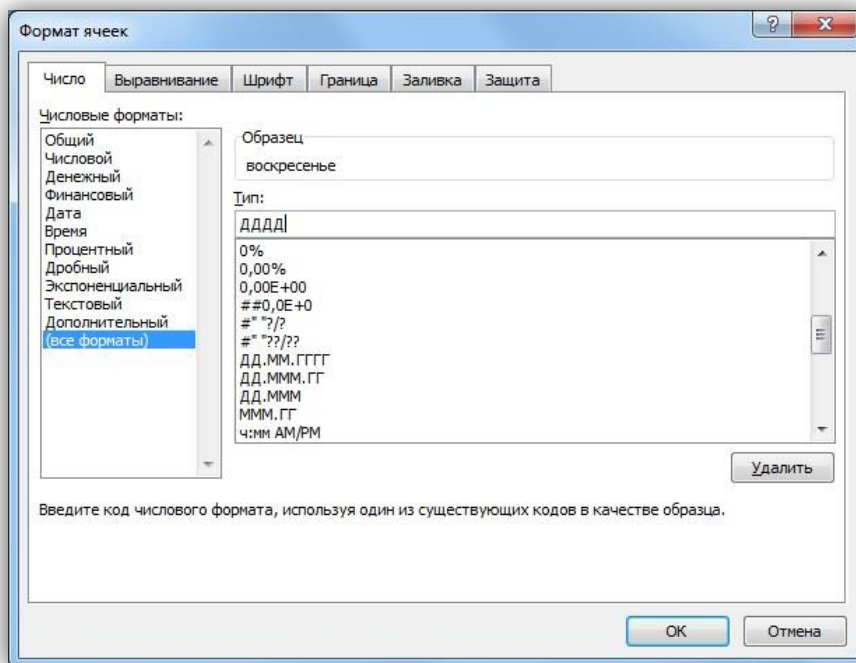 Формат ячеек
Число Выравнивание Шрифт Граница Заливка Защита
Числовые форматы:
Общий
Числовой
Денежный
Финансовый
Дата
Время
Процентный
Дробный
Экспоненциальный
Текстовый
Дополнительный
(все форматы)
Образец
воскресенье
Тип:
ДДДД
0%
0,00%
0,00E+00
##0,0E+0
#" "?/?
#" "??/??
ДД.ММ.ГГГГ
ДД.МММ.ГГ
ДД.МММ
МММ.ГГ
ч:мм AM/PM
Удалить
Введите код числового формата, используя один из существующих кодов в качестве образца.
ОК Отмена